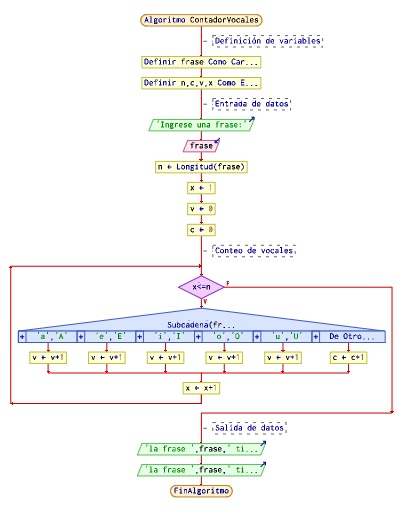 Algoritmo ContadorVocales
Definición de variables
Definir frase Como Car...
Definir n,c,v,x Como E...
Entrada de datos
'Ingrese una frase:'
frase
n ← Longitud(frase)
x ← 1
v ← 0
c ← 0
Conteo de vocales
x<=n
F
V
Subcadena(fr...
+ 'a','A' + 'e','E' + 'i','I' + 'o','O' + 'u','U' + De Otro...
v ← v+1 v ← v+1 v ← v+1 v ← v+1 v ← v+1 c ← c+1
x ← x+1
Salida de datos
'la frase ',frase,' ti...
'la frase ',frase,' ti...
FinAlgoritmo